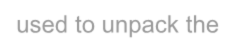 used to unpack the